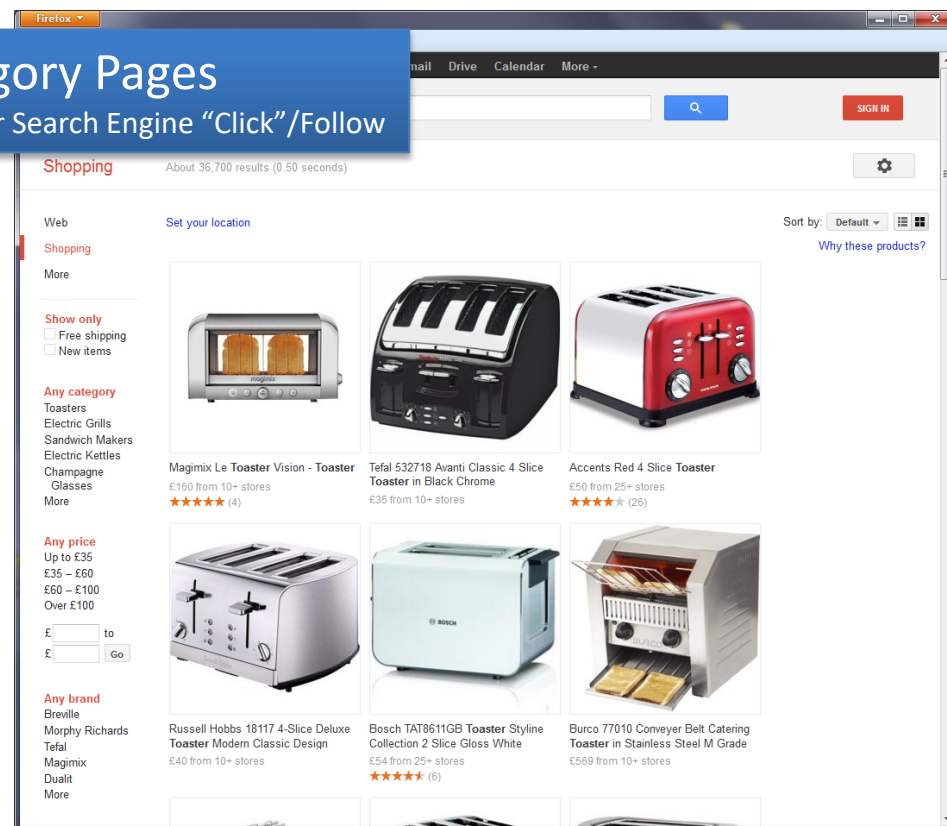 Firefox
gory Pages
r Search Engine “Click”/Follow
mail Drive Calendar More
SIGN IN
Shopping
About 36,700 results (0.50 seconds)
Web
Shopping
More
Set your location
Sort by: Default
Why these products?
Show only
Free shipping
New items
Any category
Toasters
Electric Grills
Sandwich Makers
Electric Kettles
Champagne
Glasses
More
Any price
Up to £35
£35 – £60
£60 – £100
Over £100
£ to
£ Go
Any brand
Breville
Morphy Richards
Tefal
Magimix
Dualit
More
magimix
Magimix Le Toaster Vision - Toaster
£160 from 10+ stores
(4)
Tefal 532718 Avanti Classic 4 Slice
Toaster in Black Chrome
£35 from 10+ stores
Accents Red 4 Slice Toaster
£50 from 25+ stores
(26)
Russell Hobbs 18117 4-Slice Deluxe
Toaster Modern Classic Design
£40 from 10+ stores
BOSCH
Bosch TAT8611GB Toaster Styline
Collection 2 Slice Gloss White
£54 from 25+ stores
(6)
BURCO
Burco 77010 Conveyer Belt Catering
Toaster in Stainless Steel M Grade
£569 from 10+ stores